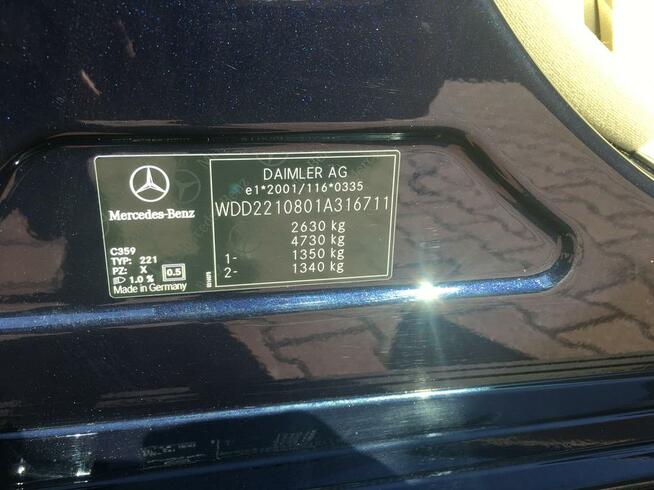 Mercedes-Benz
C359
TYP: 221
PZ: X 0.5
1.0 %
Made in Germany
DAIMLER AG
e1*2001/116*0335
WDD2210801A316711
2630 kg
4730 kg
1- 1350 kg
2- 1340 kg